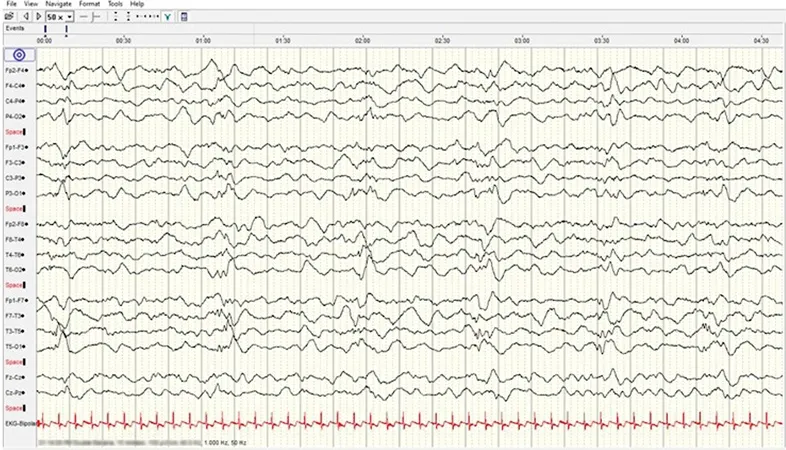 File View Navigate Format Tools Help
50 x
Events
00:00 00:30 01:00 01:30 02:00 02:30 03:00 03:30 04:00 04:30
Fp2-F4
F4-C4
C4-P4
P4-O2
Space
Fp1-F3
F3-C3
C3-P3
P3-O1
Space
Fp2-F8
F8-T4
T4-T6
T6-O2
Space
Fp1-F7
F7-T3
T3-T5
T5-O1
Space
Fz-Cz
Cz-Pz
Space
EKG-Bipolar
1.000 Hz, 50 Hz